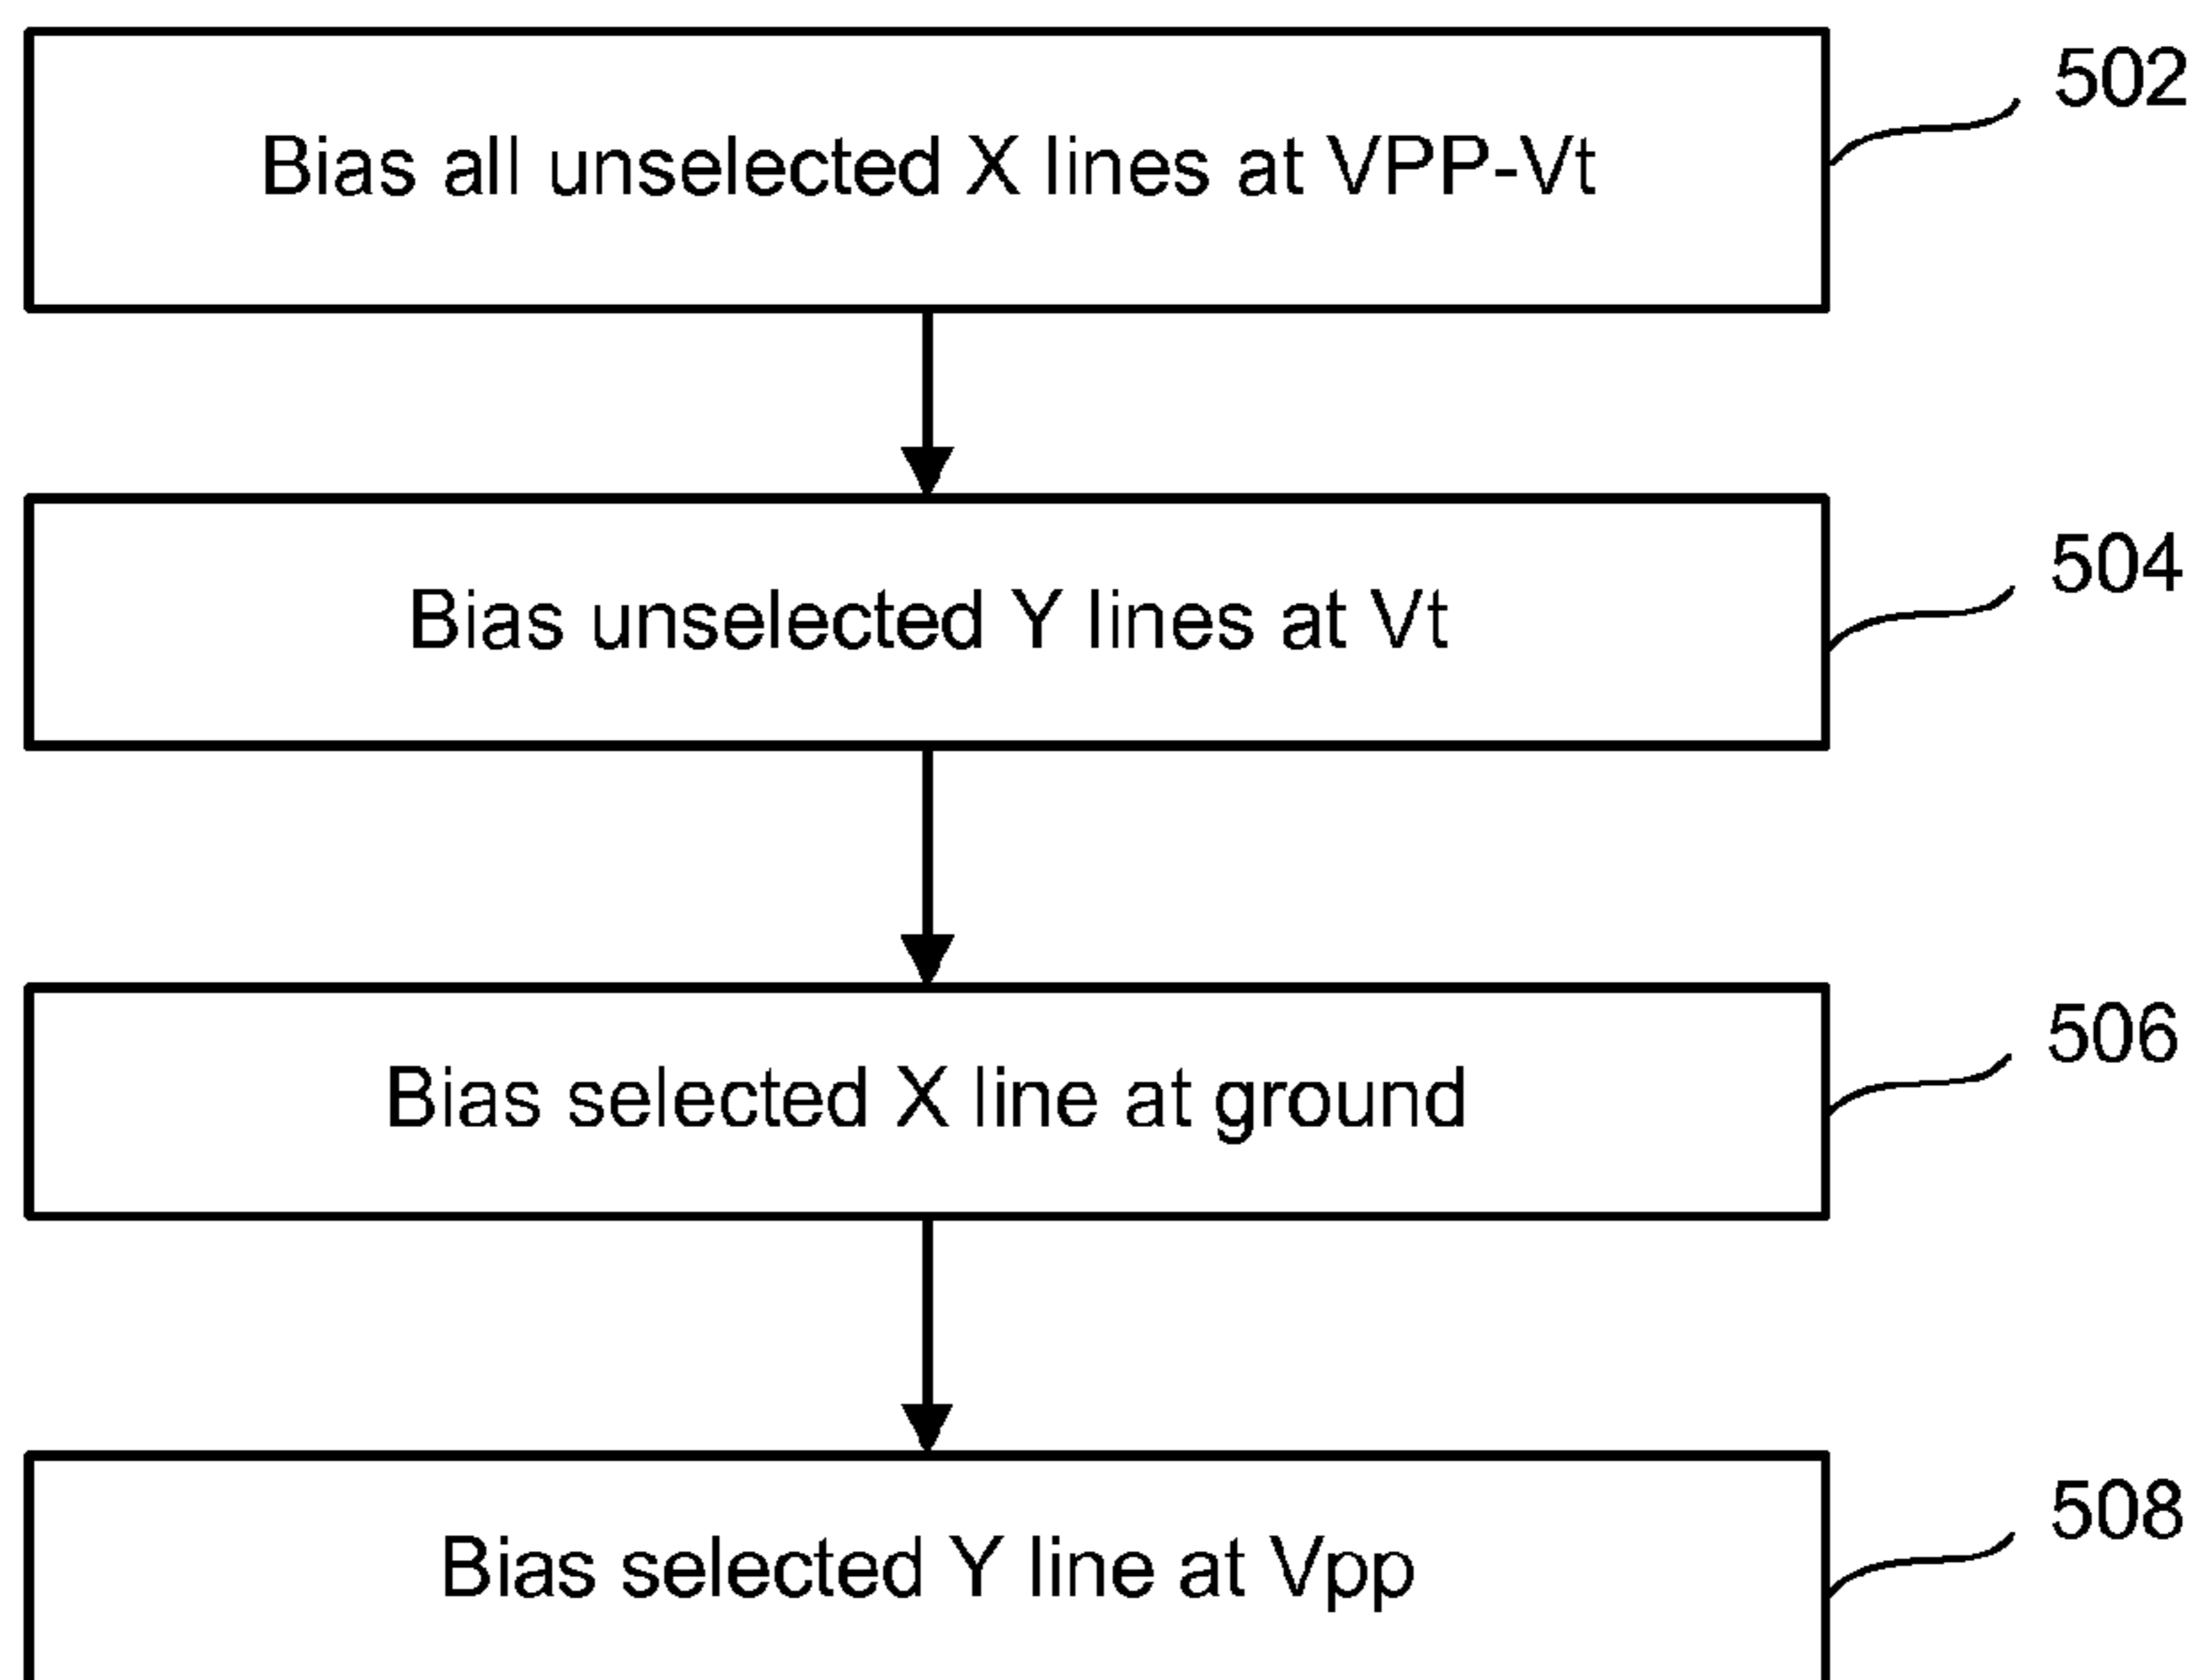 502
Bias all unselected X lines at VPP-Vt
504
Bias unselected Y lines at Vt
506
Bias selected X line at ground
508
Bias selected Y line at Vpp